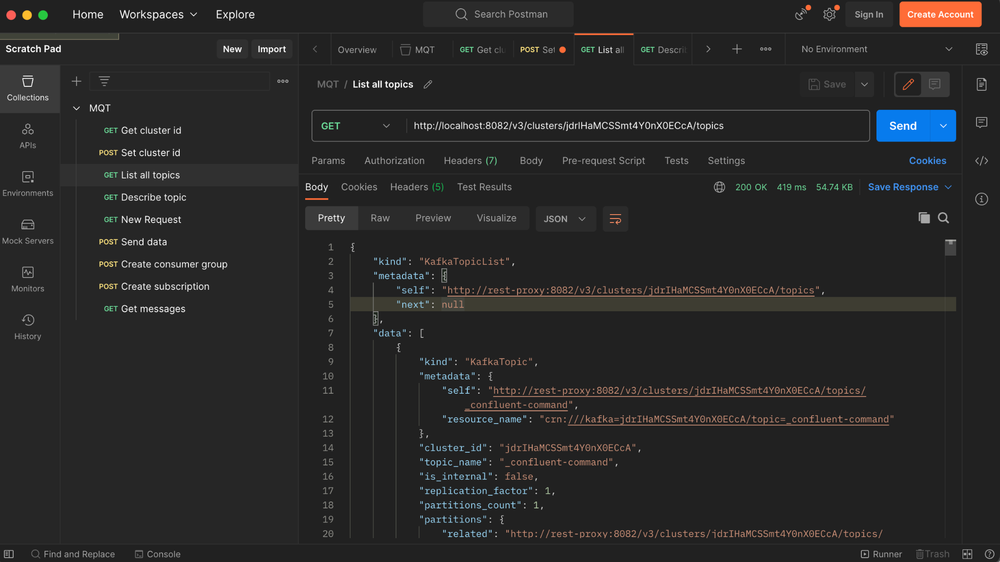 Home Workspaces Explore Search Postman Sign In Create Account
Scratch Pad New Import Overview MQT GET Get clu POST Set GET List all GET Describ No Environment
MQT / List all topics Save
Collections
APIs
Environments
Mock Servers
Monitors
History
MQT
GET Get cluster id
POST Set cluster id
GET List all topics
GET Describe topic
GET New Request
POST Send data
POST Create consumer group
POST Create subscription
GET Get messages
GET http://localhost:8082/v3/clusters/jdrIHaMCSSmt4Y0nX0ECcA/topics Send
Params Authorization Headers (7) Body Pre-request Script Tests Settings Cookies
Body Cookies Headers (5) Test Results 200 OK 419 ms 54.74 KB Save Response
Pretty Raw Preview Visualize JSON
1 {
2 "kind": "KafkaTopicList",
3 "metadata": {
4 "self": "http://rest-proxy:8082/v3/clusters/jdrIHaMCSSmt4Y0nX0ECcA/topics",
5 "next": null
6 },
7 "data": [
8 {
9 "kind": "KafkaTopic",
10 "metadata": {
11 "self": "http://rest-proxy:8082/v3/clusters/jdrIHaMCSSmt4Y0nX0ECcA/topics/
_confluent-command",
12 "resource_name": "crn:///kafka=jdrIHaMCSSmt4Y0nX0ECcA/topic=_confluent-command"
13 },
14 "cluster_id": "jdrIHaMCSSmt4Y0nX0ECcA",
15 "topic_name": "_confluent-command",
16 "is_internal": false,
17 "replication_factor": 1,
18 "partitions_count": 1,
19 "partitions": {
20 "related": "http://rest-proxy:8082/v3/clusters/jdrIHaMCSSmt4Y0nX0ECcA/topics/
Find and Replace Console Runner Trash